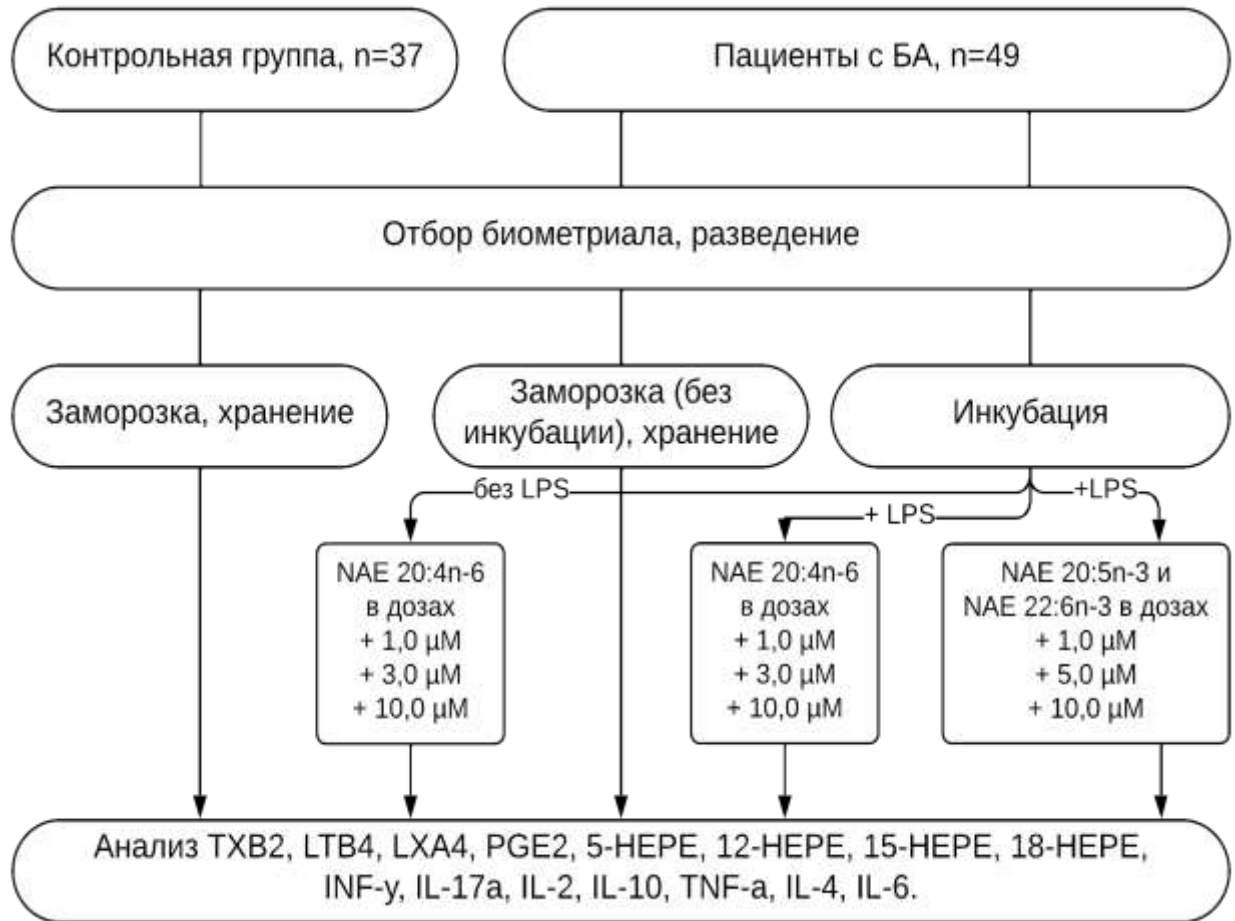 Контрольная группа, n=37
Пациенты с БА, n=49
Отбор биометриала, разведение
Заморозка, хранение
Заморозка (без
инкубации), хранение
Инкубация
без LPS
+ LPS
+LPS
NAE 20:4n-6
в дозах
+ 1,0 µM
+ 3,0 µM
+ 10,0 µM
NAE 20:4n-6
в дозах
+ 1,0 µM
+ 3,0 µM
+ 10,0 µM
NAE 20:5n-3 и
NAE 22:6n-3 в дозах
+ 1,0 µM
+ 5,0 µM
+ 10,0 µM
Анализ TXB2, LTB4, LXA4, PGE2, 5-HEPE, 12-HEPE, 15-HEPE, 18-HEPE,
INF-y, IL-17a, IL-2, IL-10, TNF-a, IL-4, IL-6.